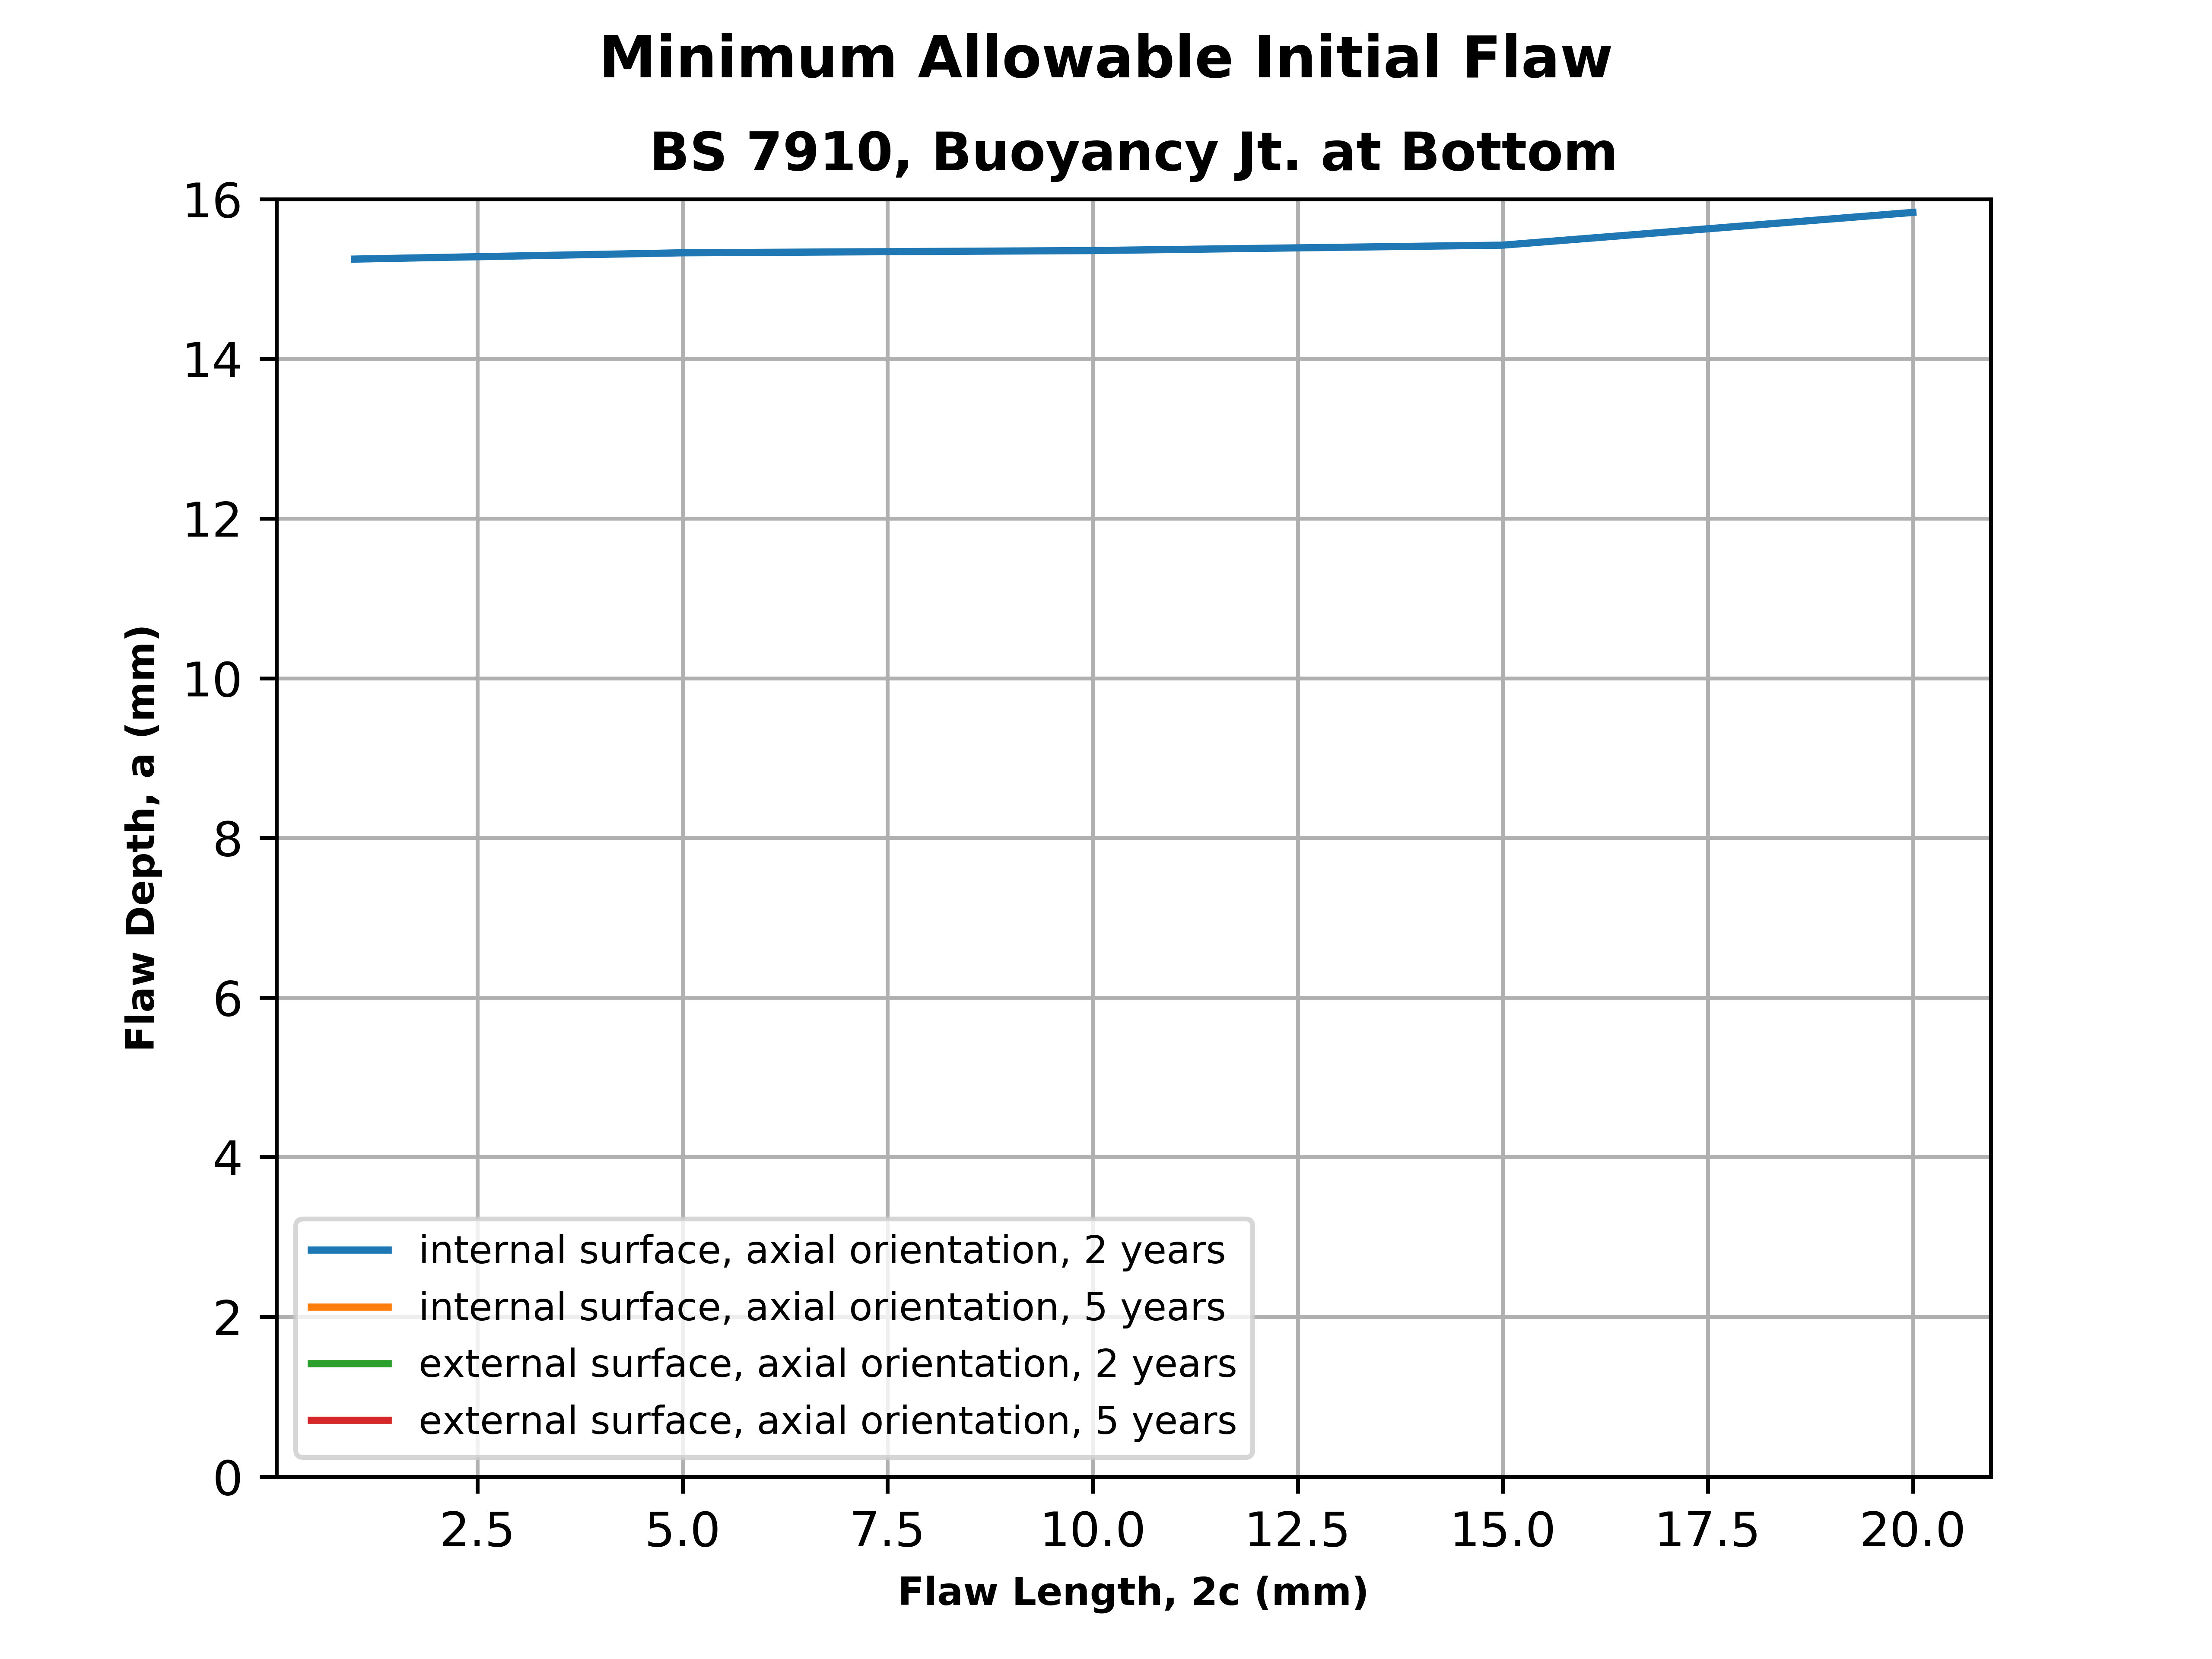 Minimum Allowable Initial Flaw
BS 7910, Buoyancy Jt. at Bottom
16
14
12
10
8
6
4
2
0
Flaw Depth, a (mm)
internal surface, axial orientation, 2 years
internal surface, axial orientation, 5 years
external surface, axial orientation, 2 years
external surface, axial orientation, 5 years
2.5 5.0 7.5 10.0 12.5 15.0 17.5 20.0
Flaw Length, 2c (mm)